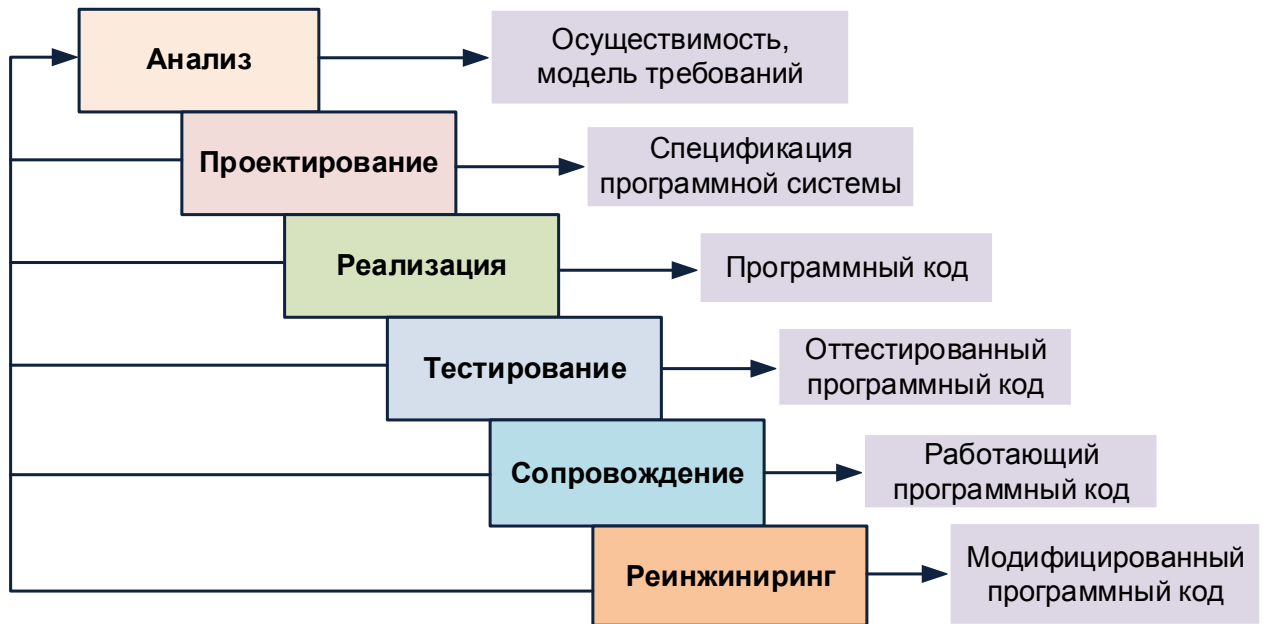 Анализ
Осуществимость,
модель требований
Проектирование
Спецификация
программной системы
Реализация
Программный код
Тестирование
Оттестированный
программный код
Сопровождение
Работающий
программный код
Реинжиниринг
Модифицированный
программный код